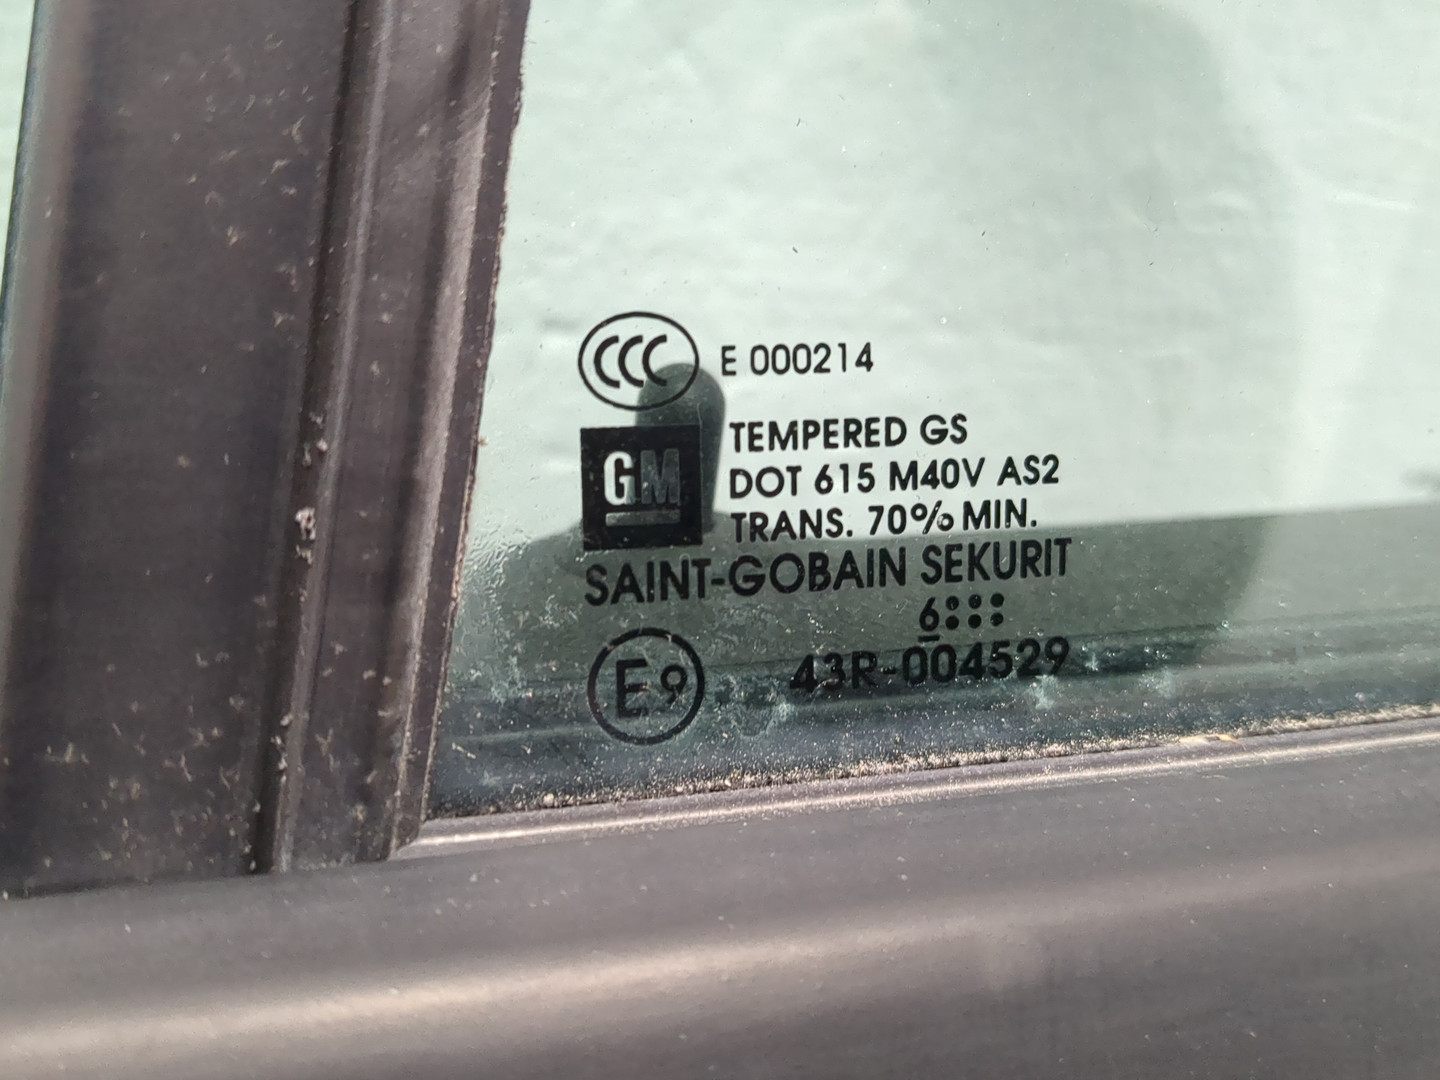 CCC E 000214
TEMPERED GS
GM DOT 615 M40V AS2
TRANS. 70% MIN.
SAINT-GOBAIN SEKURIT
6
E9 43R-004529